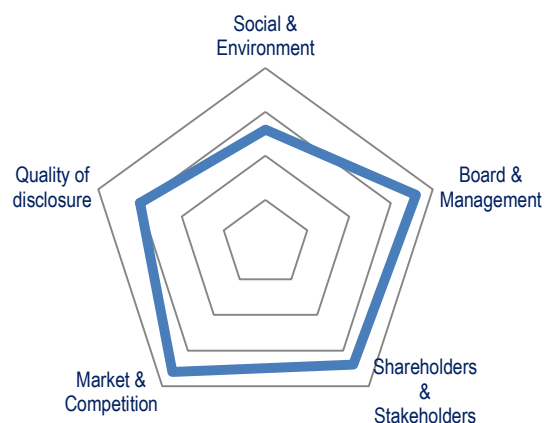 Social &
Environment
Quality of
disclosure
Board &
Management
Market &
Competition
Shareholders
&
Stakeholders